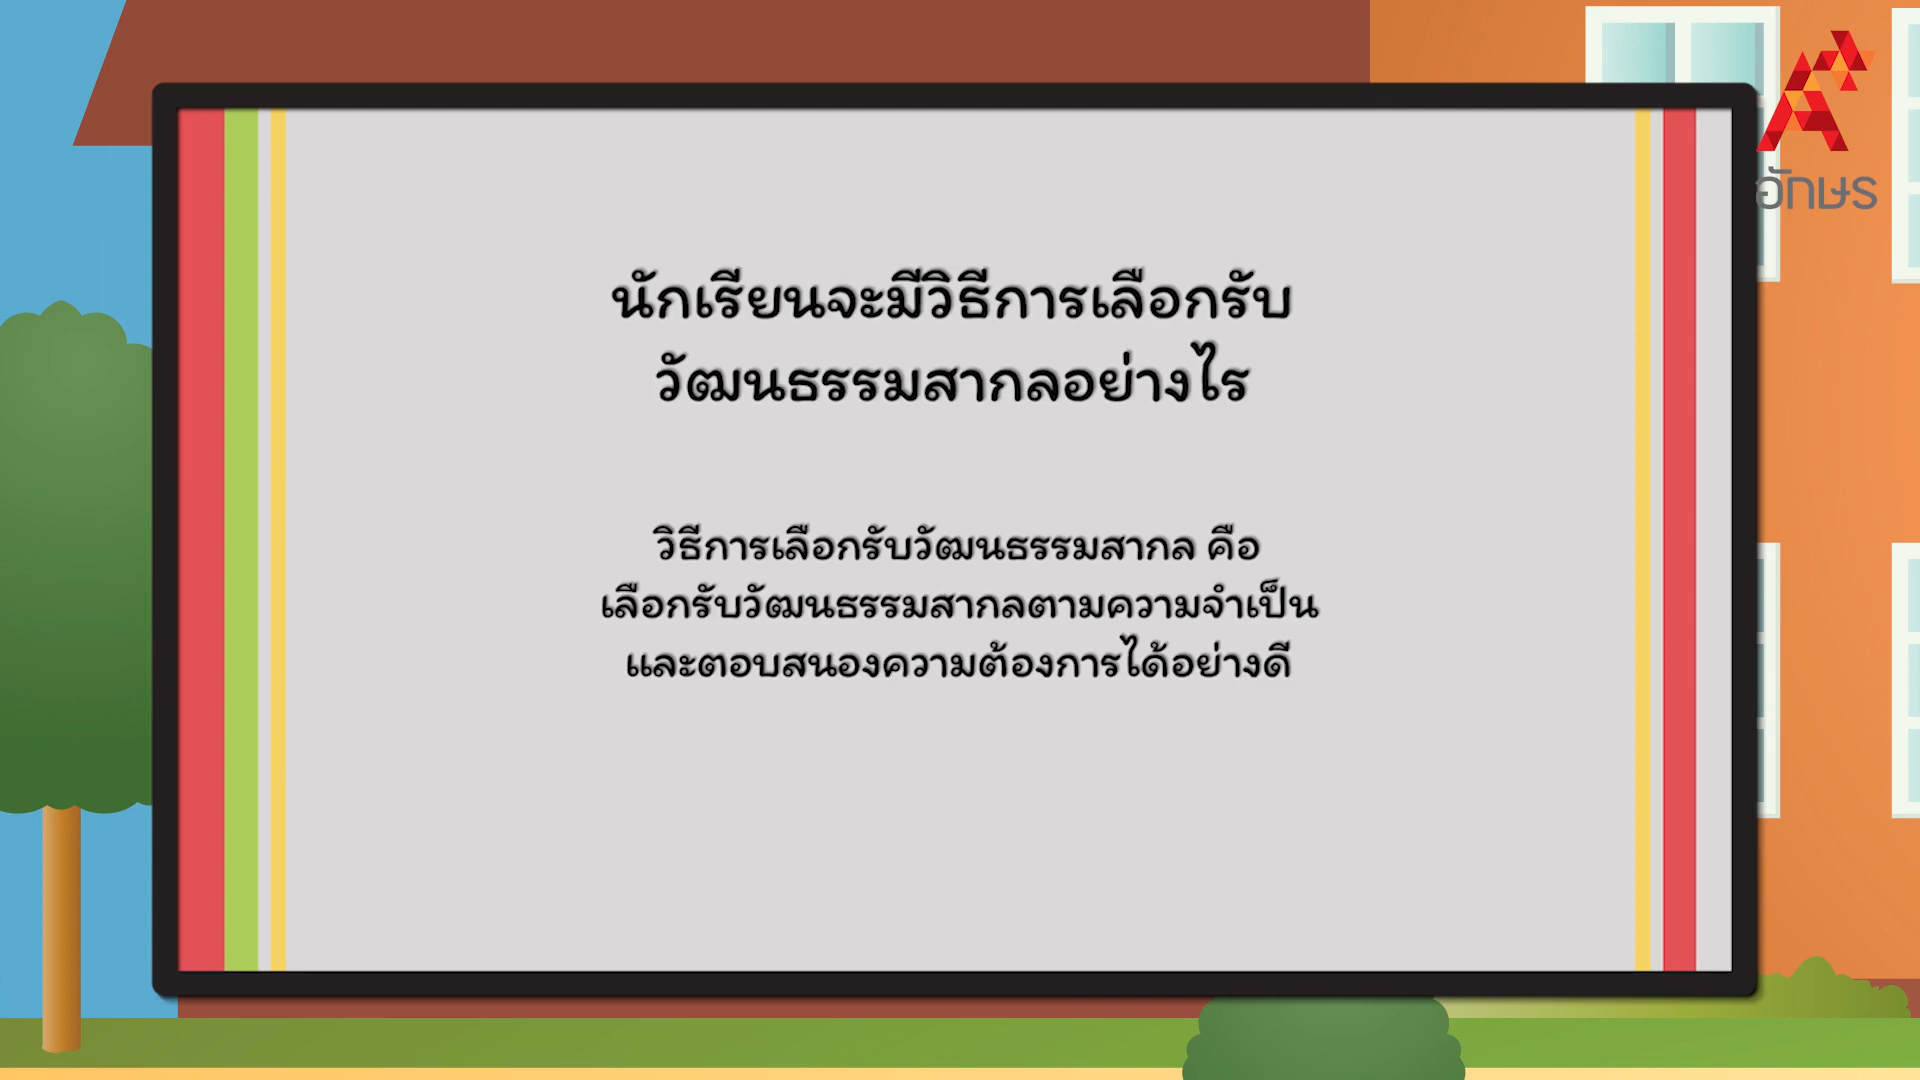 อักษร
นักเรียนจะมีวิธีการเลือกรับ
วัฒนธรรมสากลอย่างไร
วิธีการเลือกรับวัฒนธรรมสากล คือ
เลือกรับวัฒนธรรมสากลตามความจำเป็น
และตอบสนองความต้องการได้อย่างดี